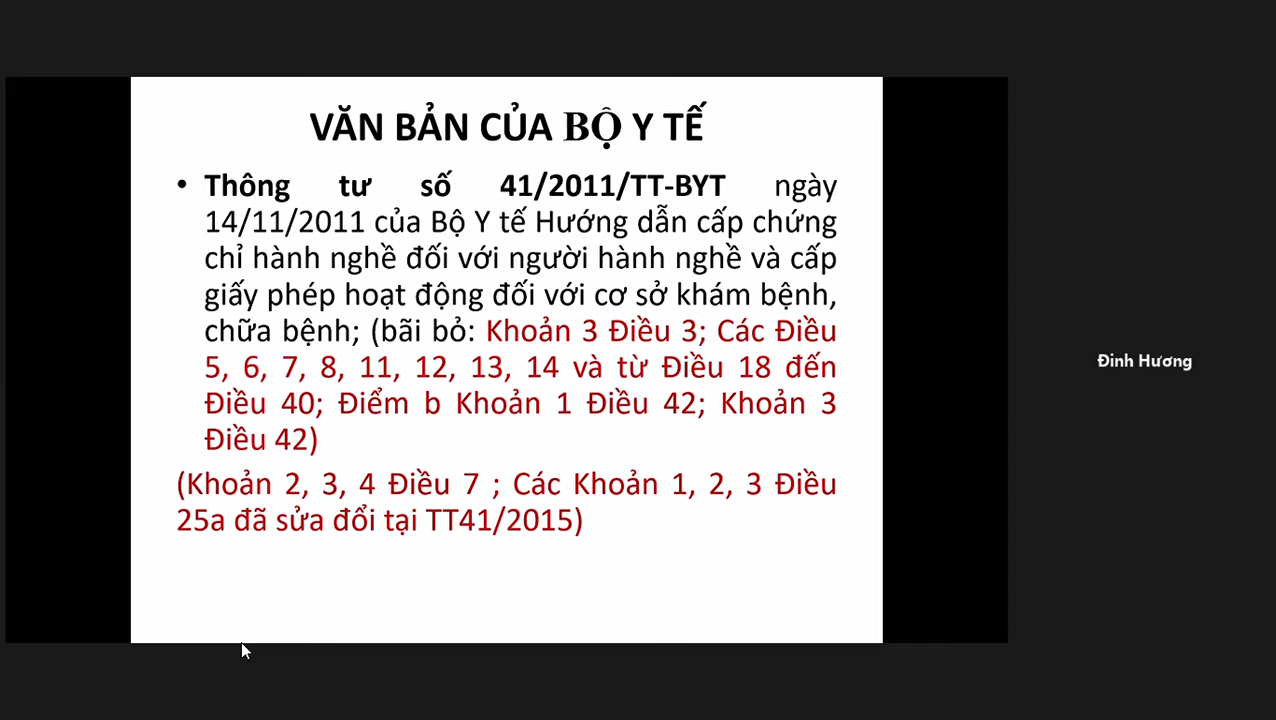 VĂN BẢN CỦA BỘ Y TẾ
• Thông tư số 41/2011/TT-BYT ngày
14/11/2011 của Bộ Y tế Hướng dẫn cấp chứng
chỉ hành nghề đối với người hành nghề và cấp
giấy phép hoạt động đối với cơ sở khám bệnh,
chữa bệnh; (bãi bỏ: Khoản 3 Điều 3; Các Điều
5, 6, 7, 8, 11, 12, 13, 14 và từ Điều 18 đến
Điều 40; Điểm b Khoản 1 Điều 42; Khoản 3
Điều 42)
(Khoản 2, 3, 4 Điều 7 ; Các Khoản 1, 2, 3 Điều
25a đã sửa đổi tại TT41/2015)
Đinh Hương